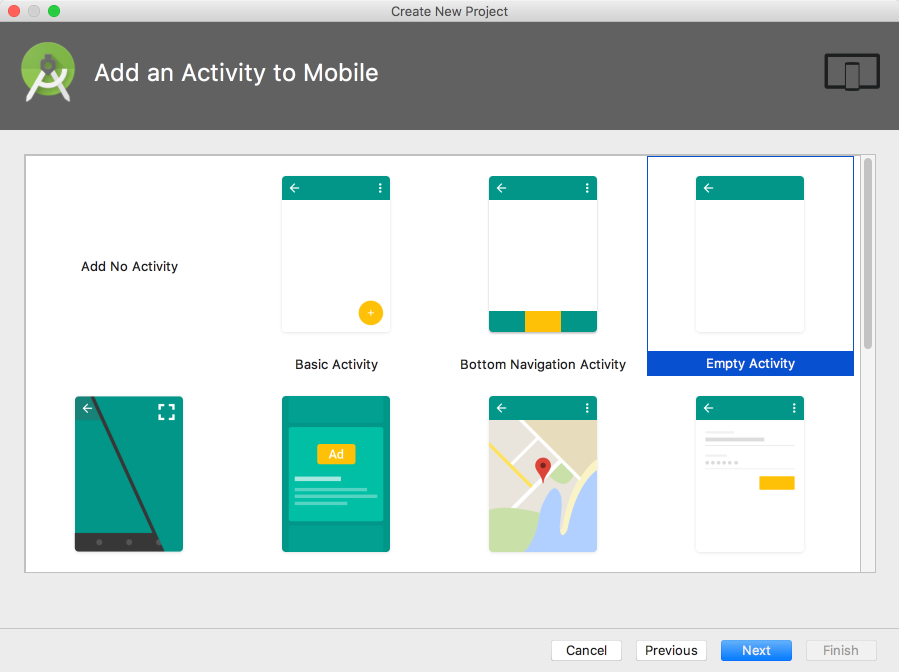 Create New Project
Add an Activity to Mobile
Add No Activity
Basic Activity
Bottom Navigation Activity
Empty Activity
Ad
Cancel
Previous
Next
Finish